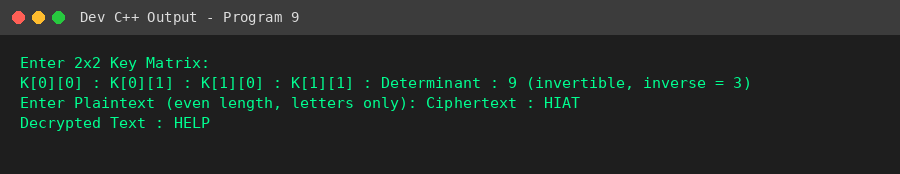 Dev C++ Output - Program 9
Enter 2x2 Key Matrix:
K[0][0] : K[0][1] : K[1][0] : K[1][1] : Determinant : 9 (invertible, inverse = 3)
Enter Plaintext (even length, letters only): Ciphertext : HIAT
Decrypted Text : HELP